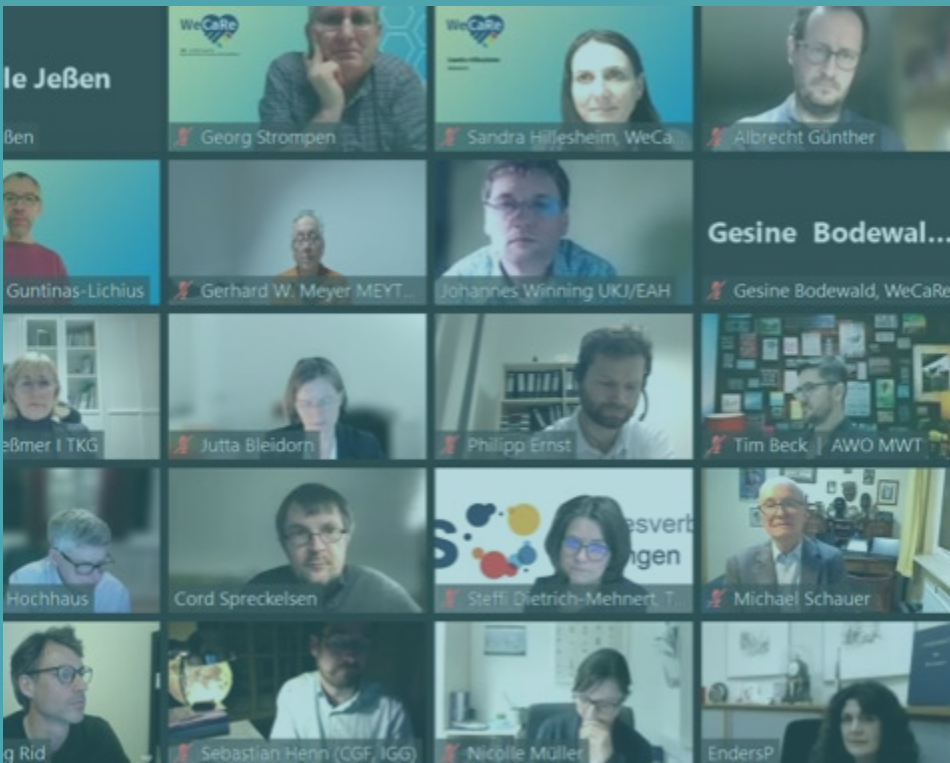 le Jeßen
ßen
WeCaRe
Georg Strompen
WeCaRe
Sandra Hillesheim, WeCa...
Albrecht Günther
Guntinas-Lichius
Gerhard W. Meyer MEYT...
Johannes Winning UKJ/EAH
Gesine Bodewal...
Gesine Bodewald, WeCaRe
eßmer I TKG
Jutta Bleidorn
Philipp Ernst
Tim Beck | AWO MWT
Hochhaus
Cord Spreckelsen
s
esverb
ngen
Steffi Dietrich-Mehnert, T...
Michael Schauer
g Rid
Sebastian Henn (CGF, IGG)
Nicolle Müller
EndersP